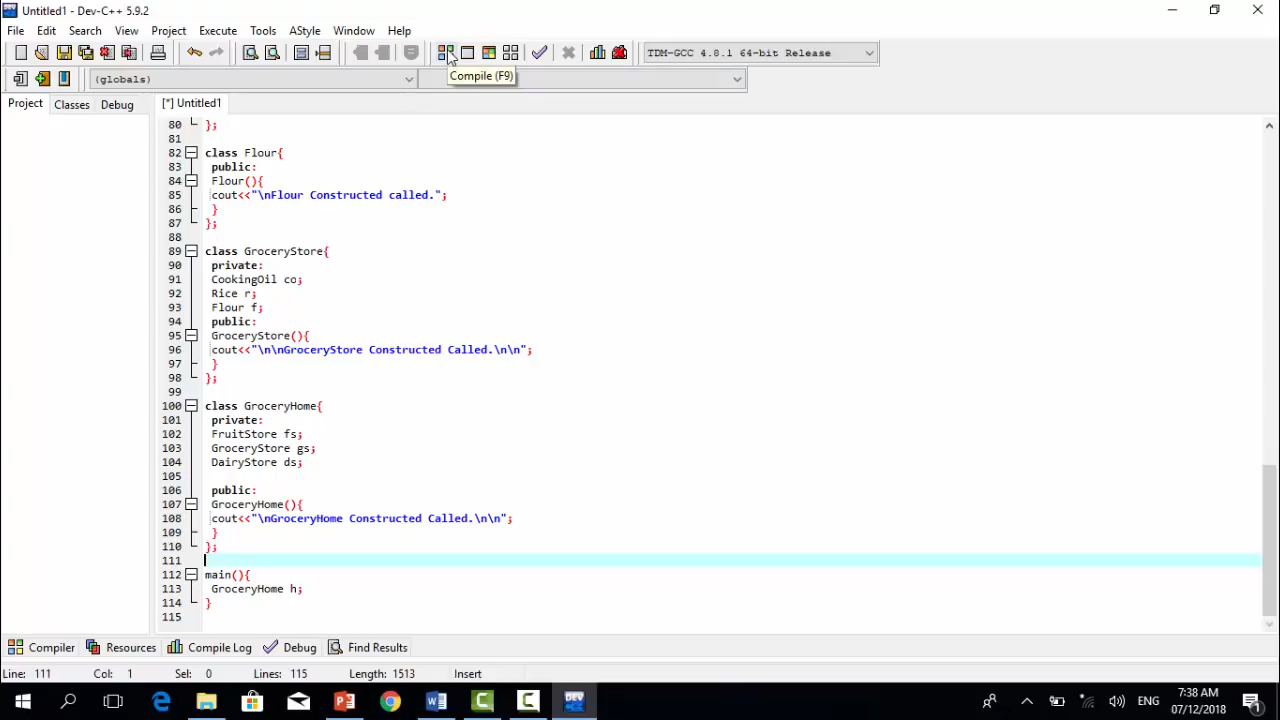 Untitled1 - Dev-C++ 5.9.2
File Edit Search View Project Execute Tools AStyle Window Help
TDM-GCC 4.8.1 64-bit Release
Compile (F9)
(globals)
Project Classes Debug [*] Untitled1
80 };
81
82 class Flour{
83 public:
84 Flour(){
85 cout<<"\nFlour Constructed called.";
86 }
87 };
88
89 class GroceryStore{
90 private:
91 CookingOil co;
92 Rice r;
93 Flour f;
94 public:
95 GroceryStore(){
96 cout<<"\n\nGroceryStore Constructed Called.\n\n";
97 }
98 };
99
100 class GroceryHome{
101 private:
102 FruitStore fs;
103 GroceryStore gs;
104 DairyStore ds;
105
106 public:
107 GroceryHome(){
108 cout<<"\nGroceryHome Constructed Called.\n\n";
109 }
110 };
111
112 main(){
113 GroceryHome h;
114 }
115
Compiler Resources Compile Log Debug Find Results
Line: 111 Col: 1 Sel: 0 Lines: 115 Length: 1513 Insert
DEV
ENG
7:38 AM
07/12/2018
1